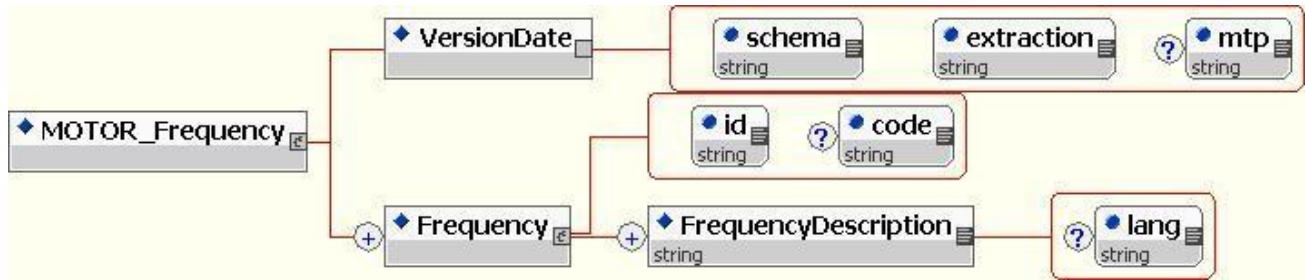 VersionDate
schema
string
extraction
string
?
mtp
string
MOTOR_Frequency
id
string
?
code
string
+
Frequency
+
FrequencyDescription
string
?
lang
string